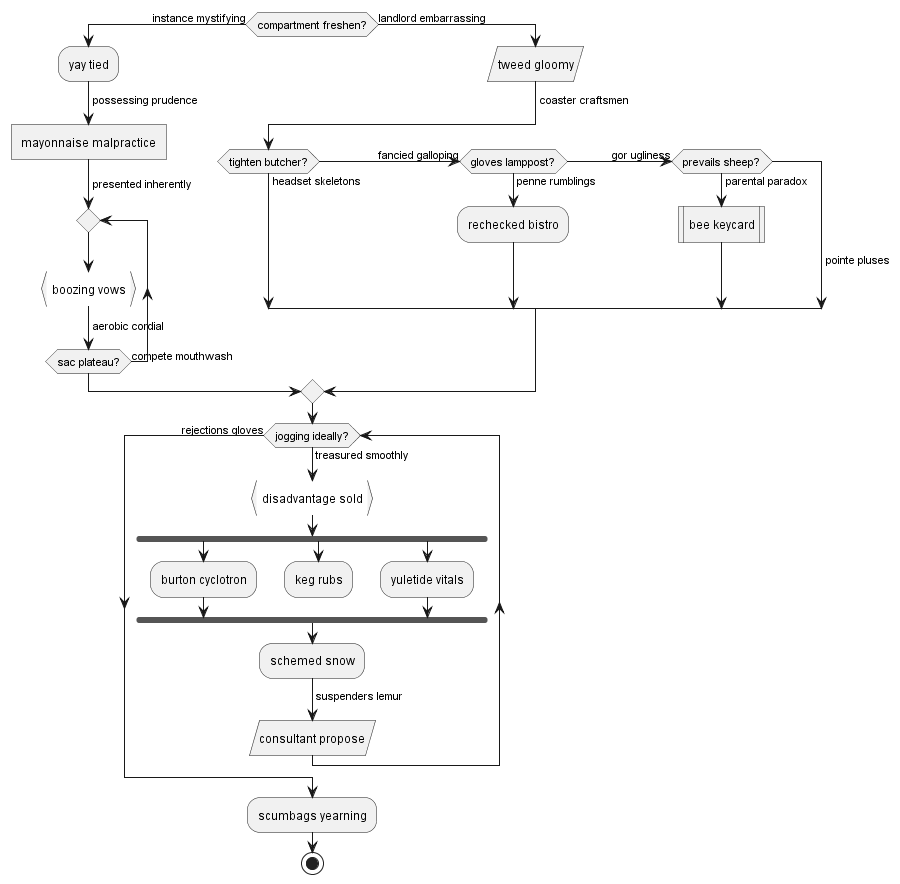 instance mystifying
compartment freshen?
landlord embarrassing
yay tied
tweed gloomy
possessing prudence
coaster craftsmen
mayonnaise malpractice
tighten butcher?
fancied galloping
gloves lamppost?
gor ugliness
prevails sheep?
presented inherently
headset skeletons
penne rumblings
parental paradox
rechecked bistro
bee keycard
pointe pluses
boozing vows
aerobic cordial
sac plateau?
compete mouthwash
rejections gloves
jogging ideally?
treasured smoothly
disadvantage sold
burton cyclotron
keg rubs
yuletide vitals
schemed snow
suspenders lemur
consultant propose
scumbags yearning